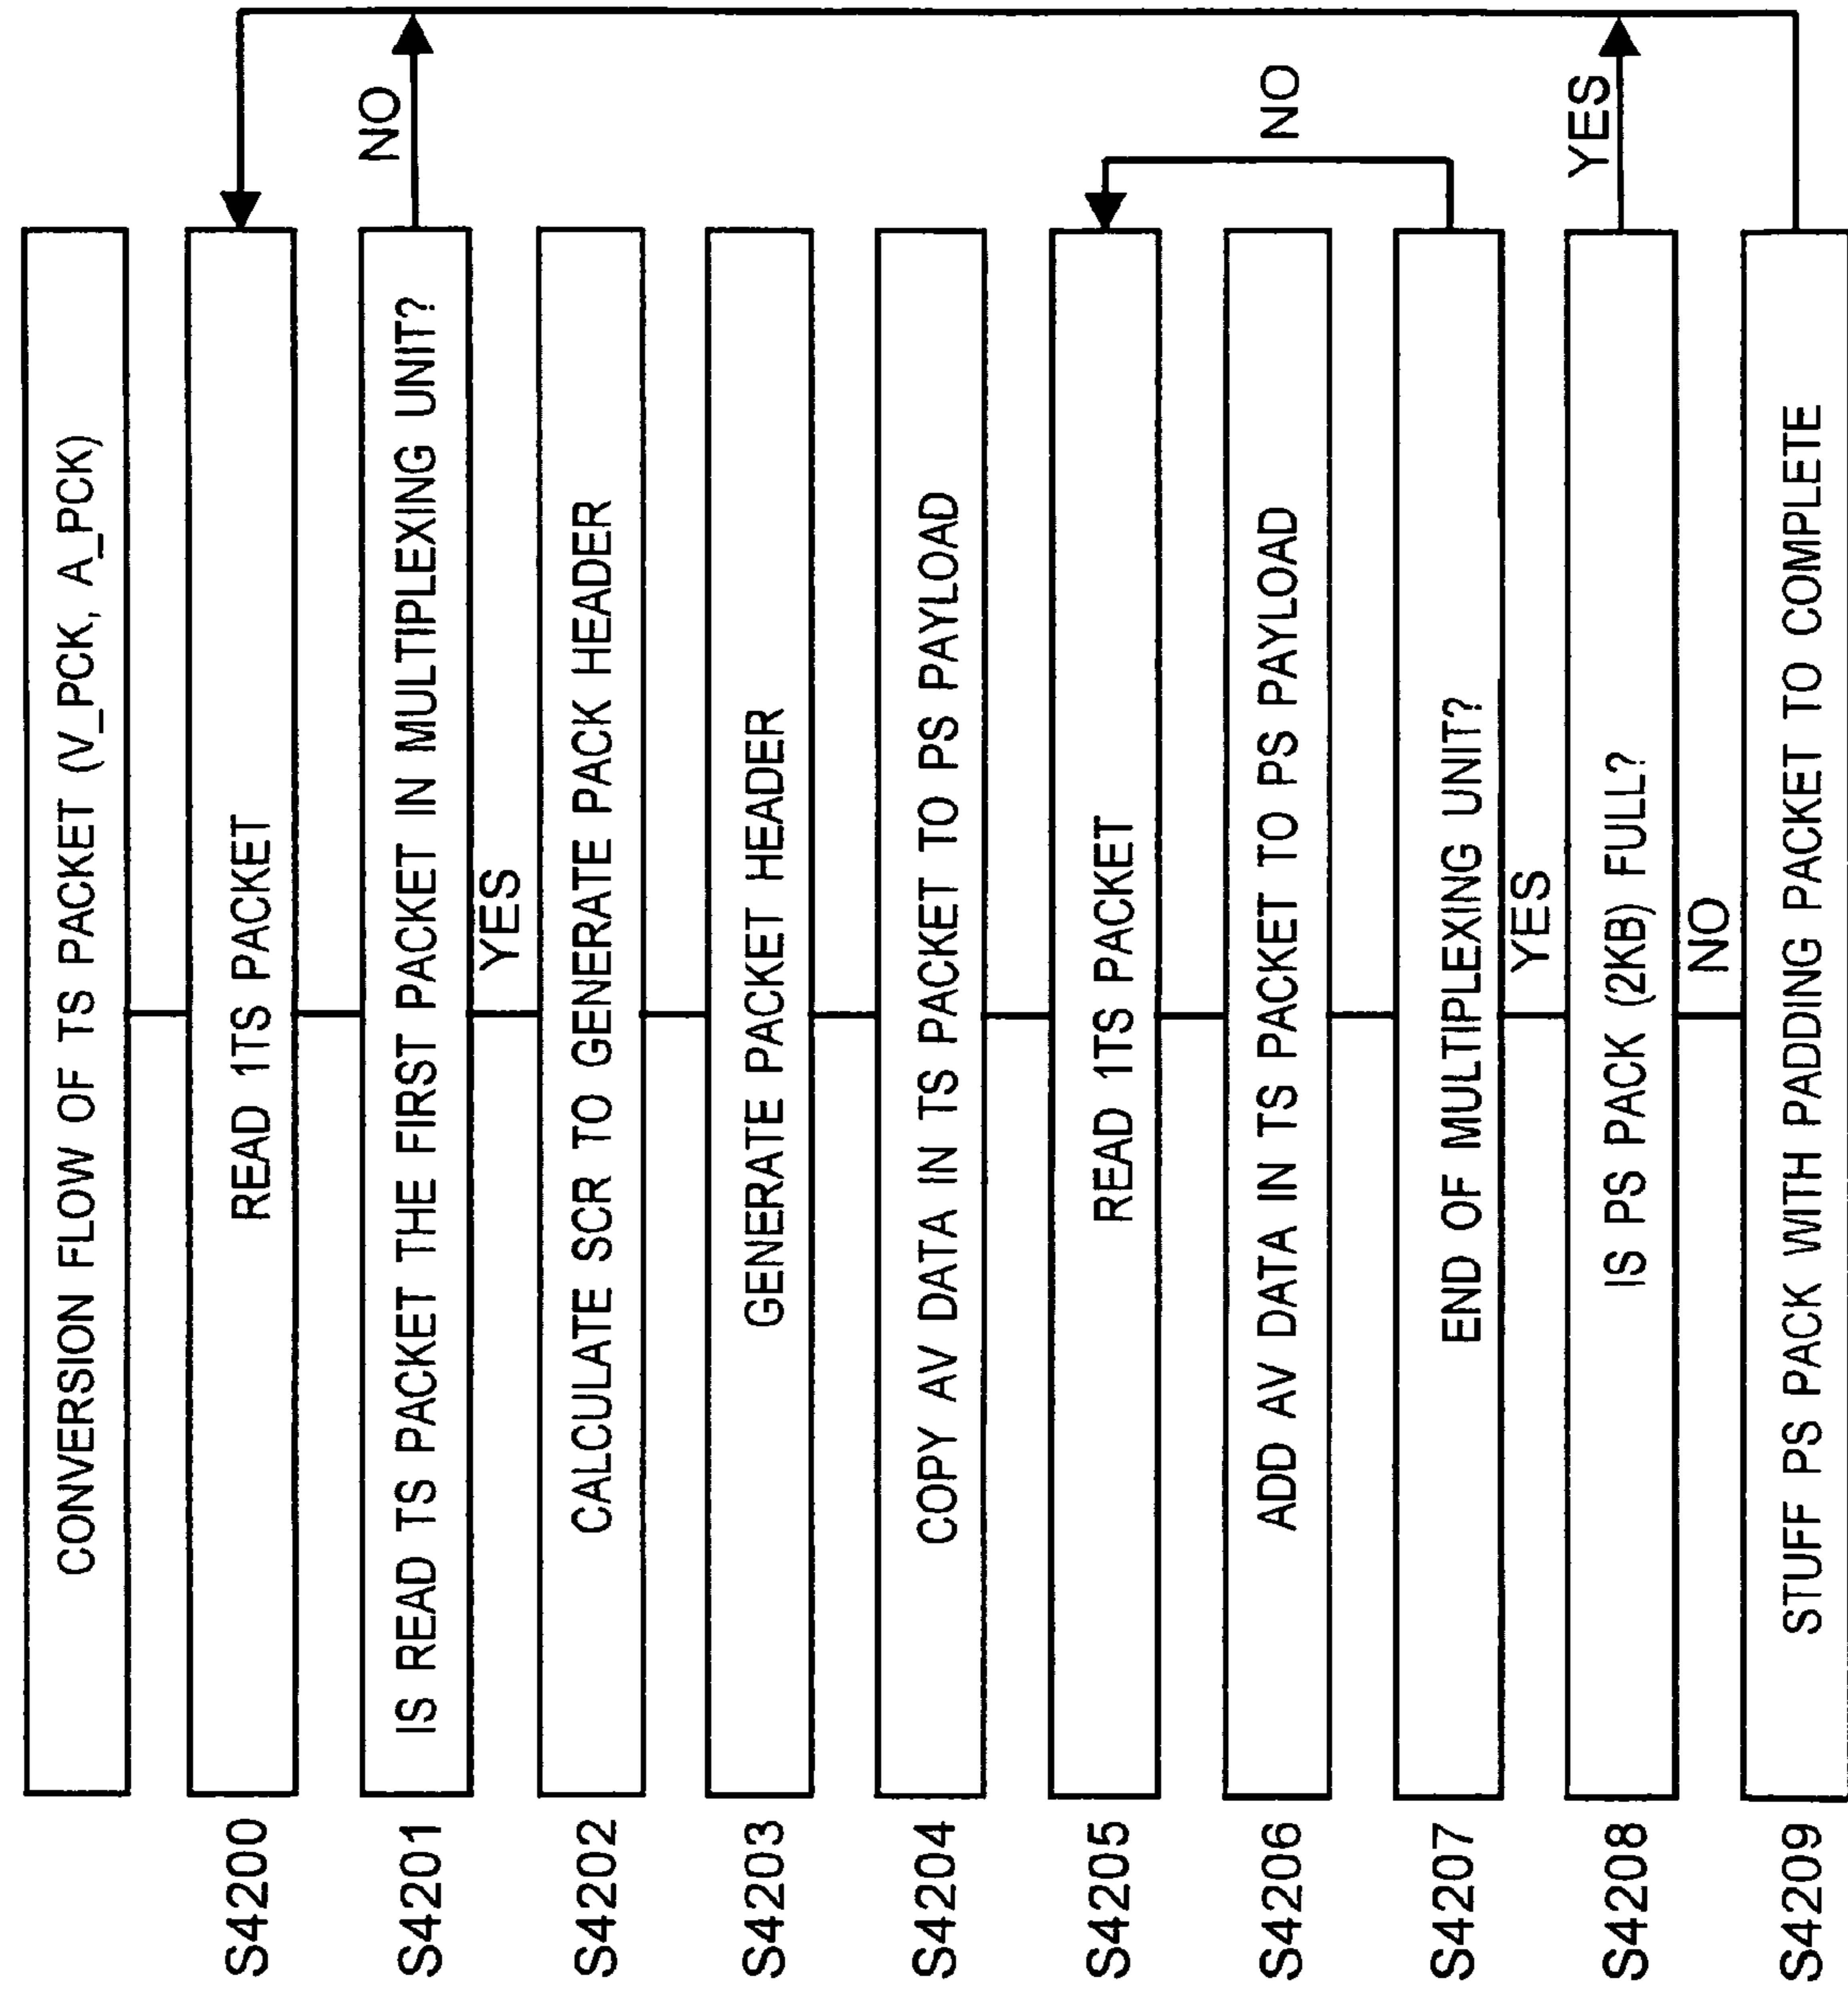 CONVERSION FLOW OF TS PACKET (V_PCK, A_PCK)
S4200
READ 1TS PACKET
S4201
IS READ TS PACKET THE FIRST PACKET IN MULTIPLEXING UNIT?
NO
YES
S4202
CALCULATE SCR TO GENERATE PACK HEADER
S4203
GENERATE PACKET HEADER
S4204
COPY AV DATA IN TS PACKET TO PS PAYLOAD
S4205
READ 1TS PACKET
S4206
ADD AV DATA IN TS PACKET TO PS PAYLOAD
NO
S4207
END OF MULTIPLEXING UNIT?
YES
S4208
IS PS PACK (2KB) FULL?
YES
NO
S4209
STUFF PS PACK WITH PADDING PACKET TO COMPLETE